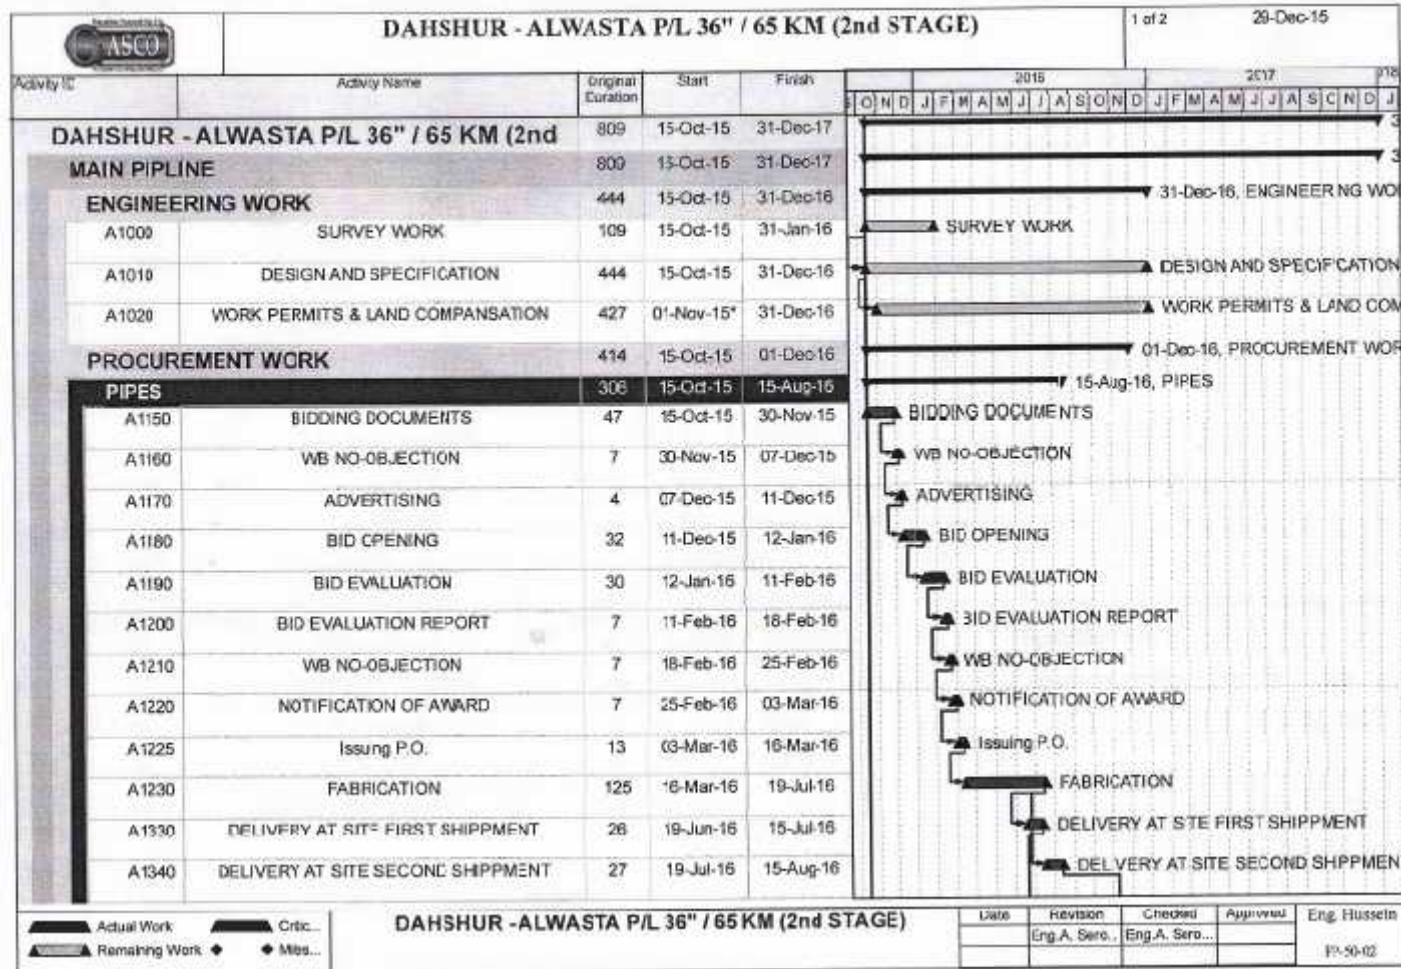 ASCO
DAHSHUR - ALWASTA P/L 36" / 65 KM (2nd STAGE)
1 of 2 29-Dec-15
Activity ID Activity Name Original Duration Start Finish 2016 2017
O N D J F M A M J J A S O N D J F M A M J J A S O N D J
DAHSHUR - ALWASTA P/L 36" / 65 KM (2nd 809 15-Oct-15 31-Dec-17
MAIN PIPLINE 809 15-Oct-15 31-Dec-17
ENGINEERING WORK 444 15-Oct-15 31-Dec-16 31-Dec-16, ENGINEERING WOR
A1000 SURVEY WORK 109 15-Oct-15 31-Jan-16 SURVEY WORK
A1010 DESIGN AND SPECIFICATION 444 15-Oct-15 31-Dec-16 DESIGN AND SPECIFICATION
A1020 WORK PERMITS & LAND COMPANSATION 427 01-Nov-15* 31-Dec-16 WORK PERMITS & LAND COM
PROCUREMENT WORK 414 15-Oct-15 01-Dec-16 01-Dec-16, PROCUREMENT WOR
PIPES 306 15-Oct-15 15-Aug-16 15-Aug-16, PIPES
A1150 BIDDING DOCUMENTS 47 15-Oct-15 30-Nov-15 BIDDING DOCUMENTS
A1160 WB NO-OBJECTION 7 30-Nov-15 07-Dec-15 WB NO-OBJECTION
A1170 ADVERTISING 4 07-Dec-15 11-Dec-15 ADVERTISING
A1180 BID OPENING 32 11-Dec-15 12-Jan-16 BID OPENING
A1190 BID EVALUATION 30 12-Jan-16 11-Feb-16 BID EVALUATION
A1200 BID EVALUATION REPORT 7 11-Feb-16 18-Feb-16 BID EVALUATION REPORT
A1210 WB NO-OBJECTION 7 18-Feb-16 25-Feb-16 WB NO-OBJECTION
A1220 NOTIFICATION OF AWARD 7 25-Feb-16 03-Mar-16 NOTIFICATION OF AWARD
A1225 Issung P.O. 13 03-Mar-16 16-Mar-16 Issuing P.O.
A1230 FABRICATION 125 16-Mar-16 19-Jul-16 FABRICATION
A1330 DELIVERY AT SITE FIRST SHIPPMENT 26 19-Jun-16 15-Jul-16 DELIVERY AT SITE FIRST SHIPPMENT
A1340 DELIVERY AT SITE SECOND SHIPPMENT 27 19-Jul-16 15-Aug-16 DELIVERY AT SITE SECOND SHIPPMEN
Actual Work Critic...
Remaining Work Miles...
DAHSHUR - ALWASTA P/L 36" / 65 KM (2nd STAGE)
Date Revision Checked Approved Eng. Hussein
Eng.A. Sero... Eng.A. Sero...
FP-50-02